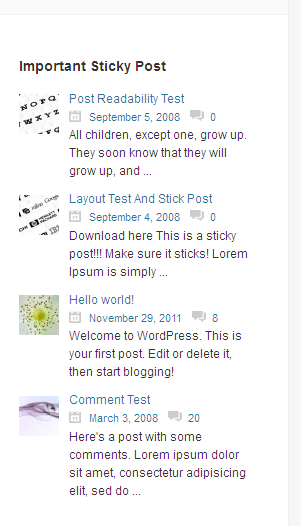 Important Sticky Post
Post Readability Test
September 5, 2008 0
All children, except one, grow up.
They soon know that they will
grow up, and ...
Layout Test And Stick Post
September 4, 2008 0
Download here This is a sticky
post!!! Make sure it sticks! Lorem
Ipsum is simply ...
Hello world!
November 29, 2011 8
Welcome to WordPress. This is
your first post. Edit or delete it,
then start blogging!
Comment Test
March 3, 2008 20
Here's a post with some
comments. Lorem ipsum dolor
sit amet, consectetur adipisicing
elit, sed do ...